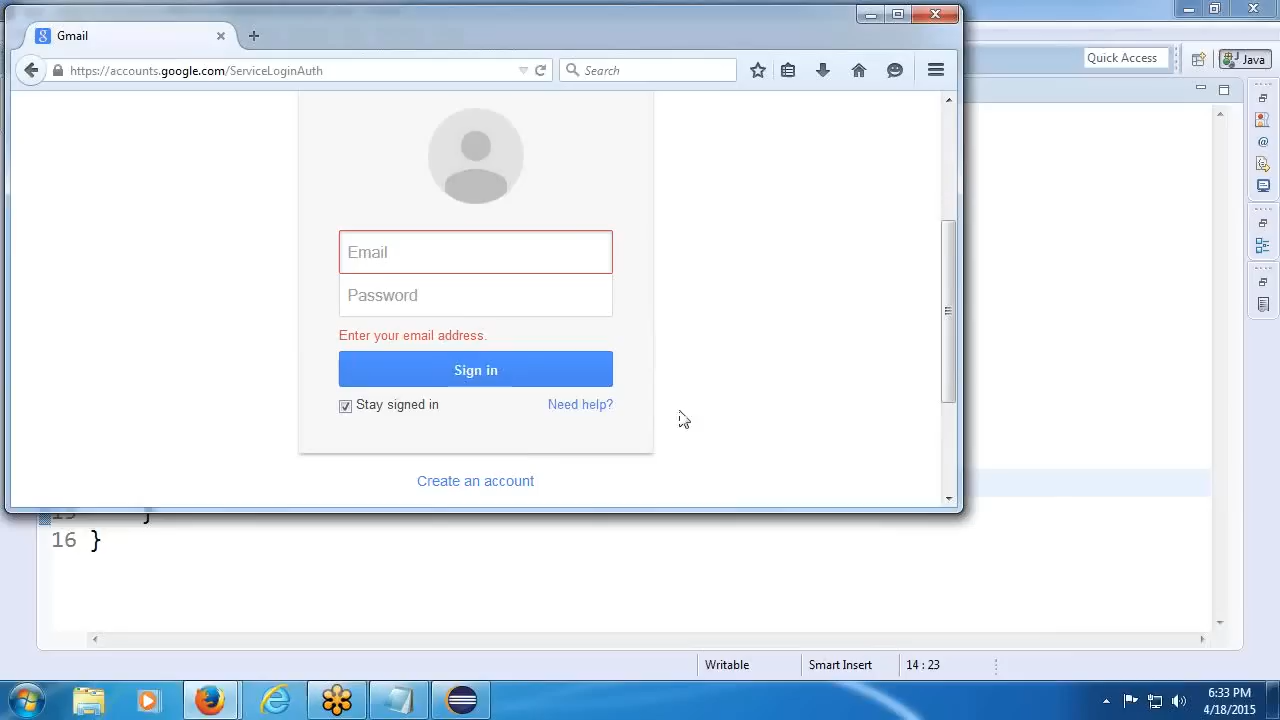 Gmail
https://accounts.google.com/ServiceLoginAuth
Search
Quick Access
Java
Email
Password
Enter your email address.
Sign in
Stay signed in
Need help?
Create an account
16 }
Writable
Smart Insert
14 : 23
6:33 PM
4/18/2015